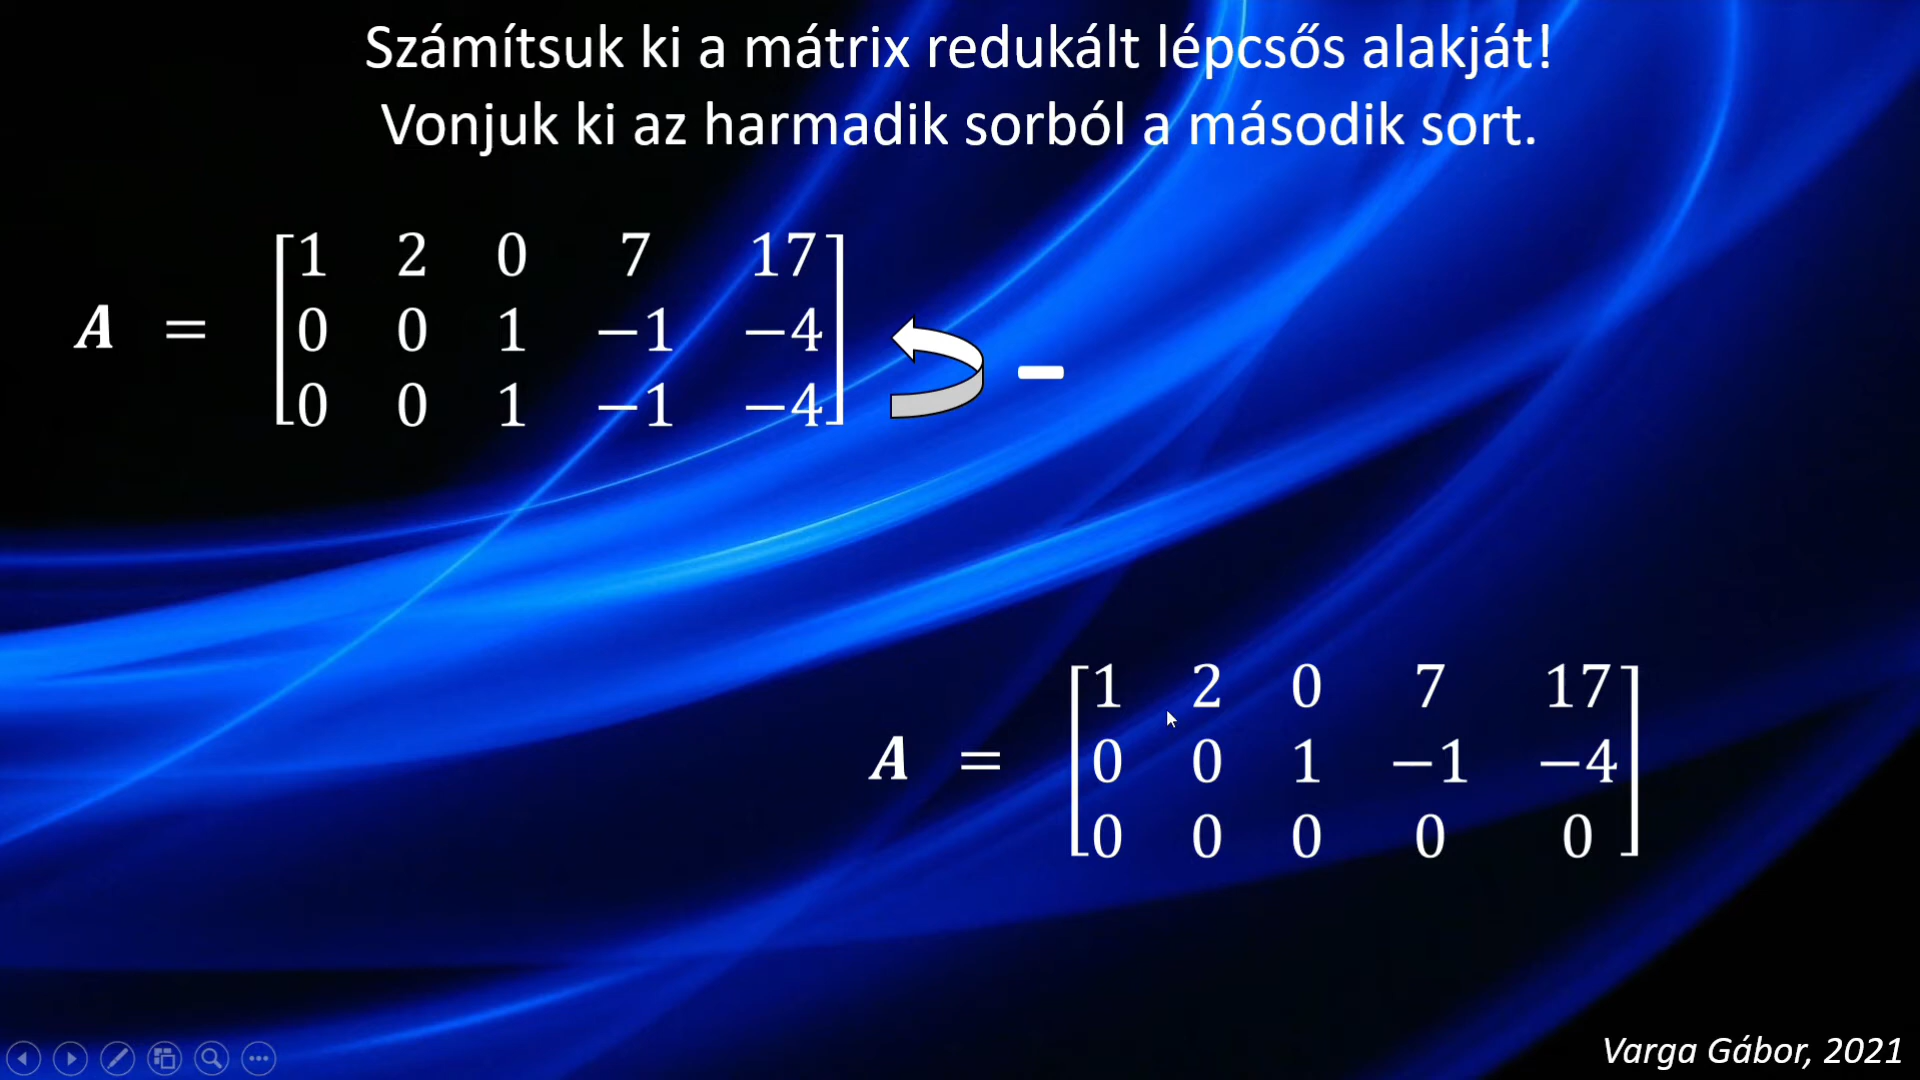 Számítsuk ki a mátrix redukált lépcsős alakját!
Vonjuk ki az harmadik sorból a második sort.
1 2 0 7 17
A = 0 0 1 −1 −4
0 0 1 −1 −4
-
1 2 0 7 17
A = 0 0 1 −1 −4
0 0 0 0 0
Varga Gábor, 2021